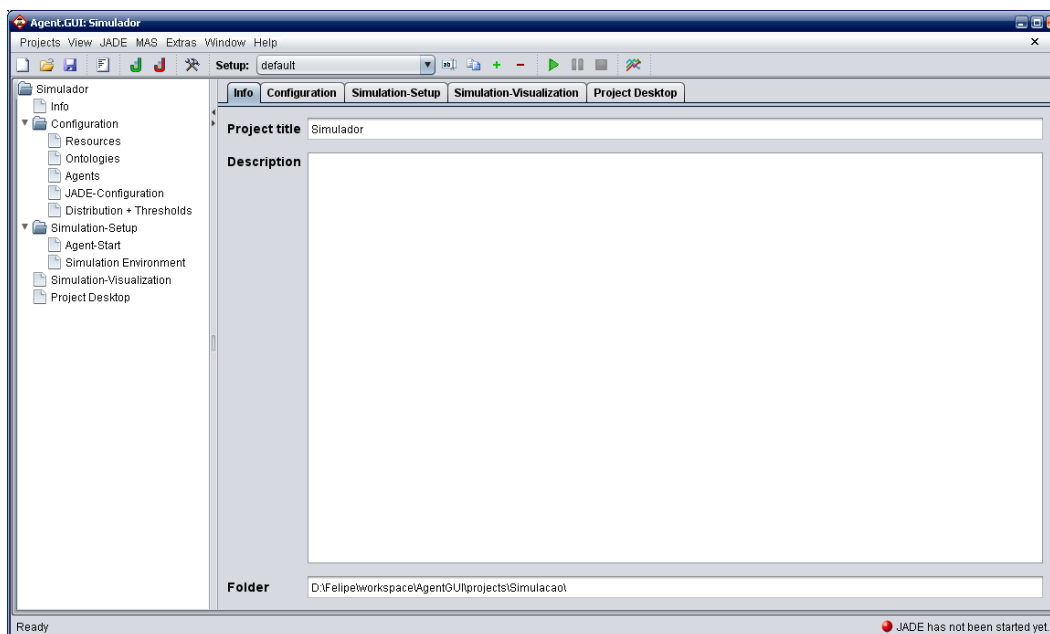 Agent.GUI: Simulador
Projects View JADE MAS Extras Window Help
Setup: default
Simulador
Info
Configuration
Resources
Ontologies
Agents
JADE-Configuration
Distribution + Thresholds
Simulation-Setup
Agent-Start
Simulation Environment
Simulation-Visualization
Project Desktop
Info Configuration Simulation-Setup Simulation-Visualization Project Desktop
Project title Simulador
Description
Folder D:\Felipe\workspace\AgentGUI\projects\Simulacao\
Ready JADE has not been started yet.